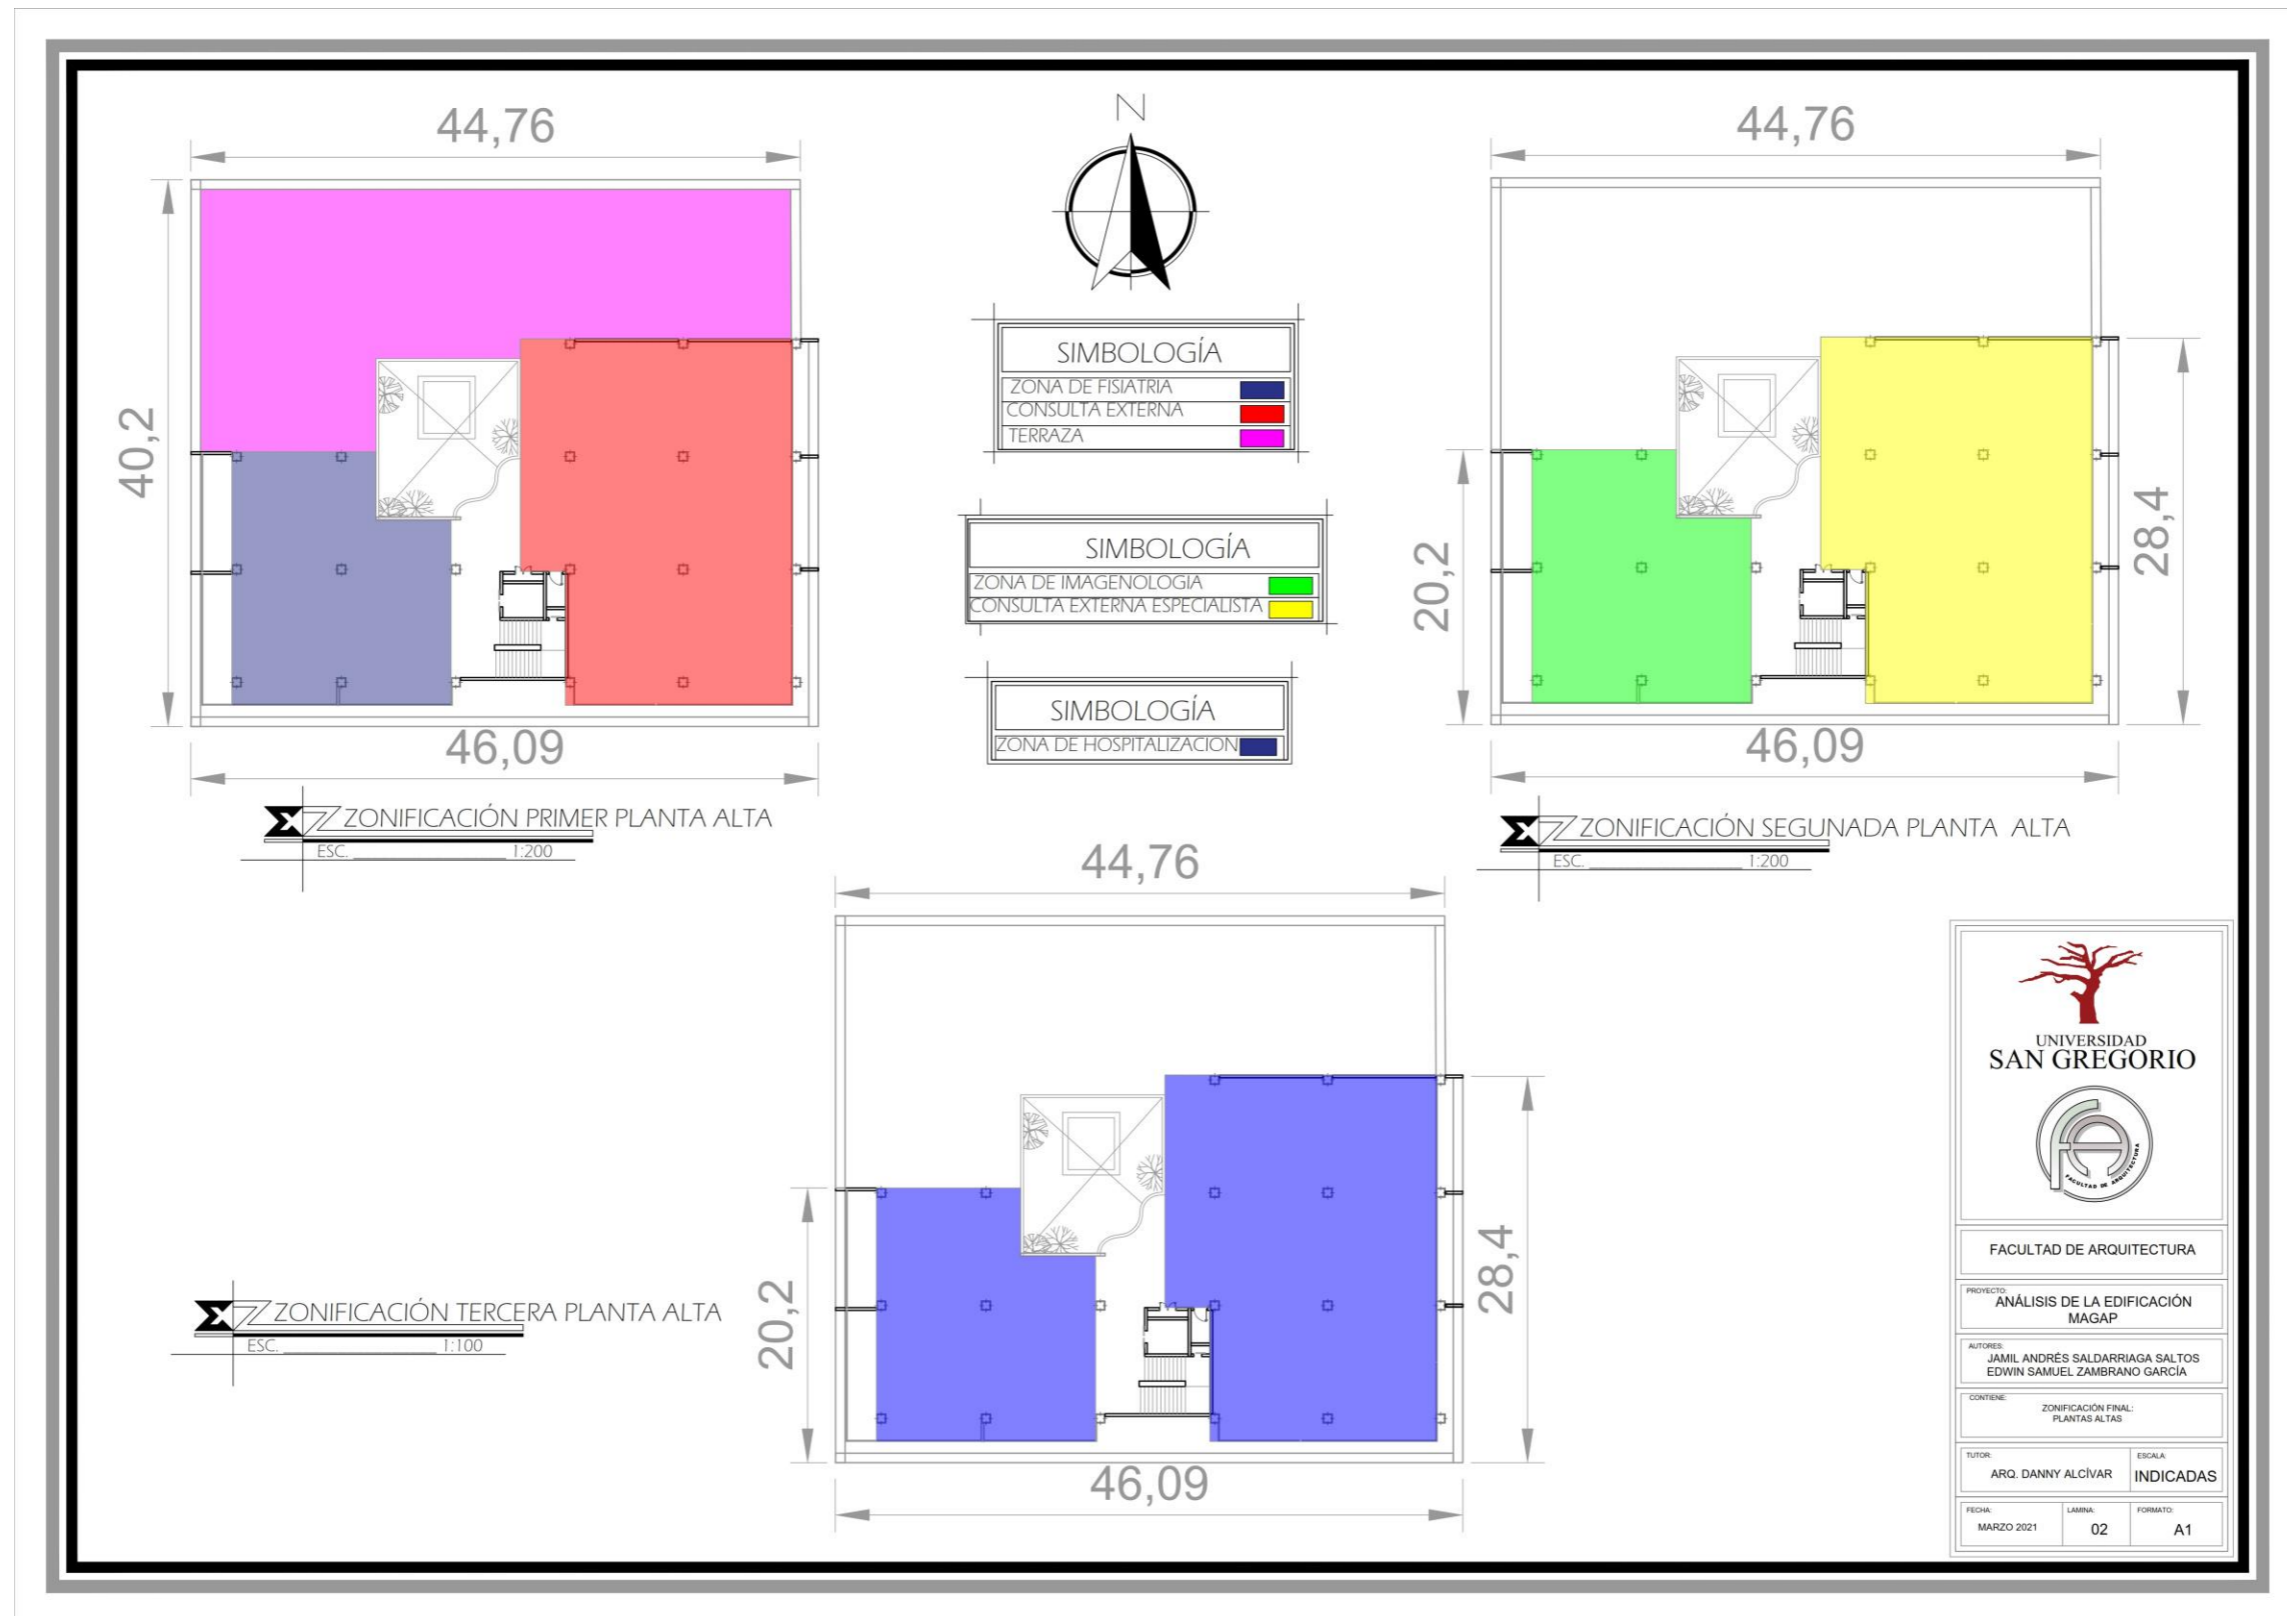 44,76
40,2
46,09
ZONIFICACIÓN PRIMER PLANTA ALTA
ESC. 1:200
N
SIMBOLOGÍA
ZONA DE FISIATRIA
CONSULTA EXTERNA
TERRAZA
SIMBOLOGÍA
ZONA DE IMAGENOLOGIA
CONSULTA EXTERNA ESPECIALISTA
SIMBOLOGÍA
ZONA DE HOSPITALIZACION
44,76
20,2
28,4
46,09
ZONIFICACIÓN SEGUNADA PLANTA ALTA
ESC. 1:200
44,76
20,2
28,4
46,09
ZONIFICACIÓN TERCERA PLANTA ALTA
ESC. 1:100
UNIVERSIDAD
SAN GREGORIO
FACULTAD DE ARQUITECTURA
FACULTAD DE ARQUITECTURA
PROYECTO:
ANÁLISIS DE LA EDIFICACIÓN
MAGAP
AUTORES:
JAMIL ANDRÉS SALDARRIAGA SALTOS
EDWIN SAMUEL ZAMBRANO GARCÍA
CONTIENE:
ZONIFICACIÓN FINAL:
PLANTAS ALTAS
TUTOR:
ARQ. DANNY ALCÍVAR
ESCALA:
INDICADAS
FECHA:
MARZO 2021
LAMINA:
02
FORMATO:
A1